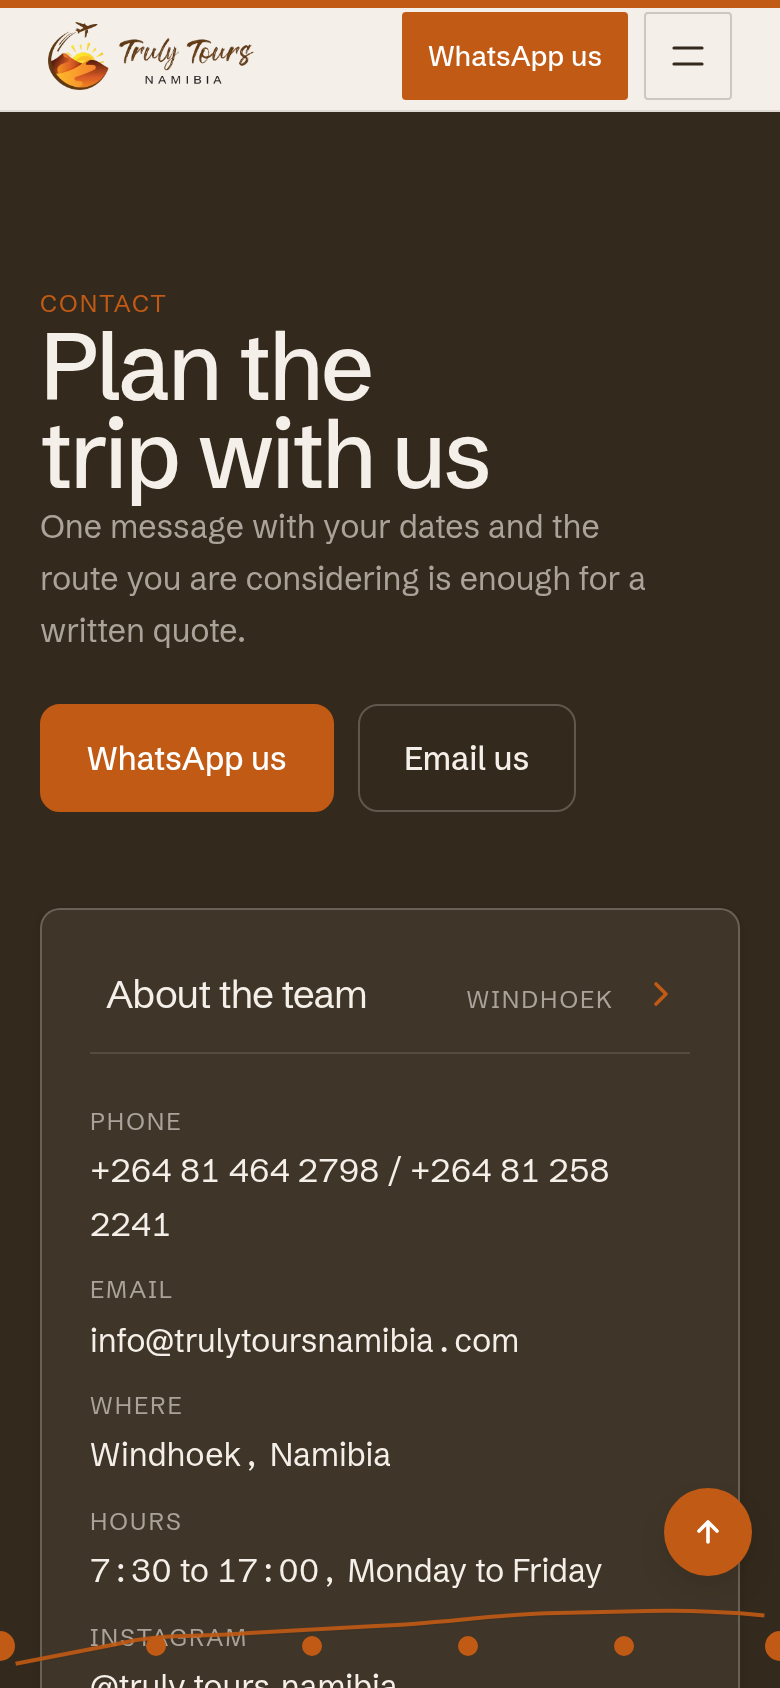 Truly Tours
NAMIBIA
WhatsApp us
CONTACT
Plan the
trip with us
One message with your dates and the
route you are considering is enough for a
written quote.
WhatsApp us
Email us
About the team
WINDHOEK
PHONE
+264 81 464 2798 / +264 81 258
2241
EMAIL
info@trulytoursnamibia.com
WHERE
Windhoek, Namibia
HOURS
7:30 to 17:00, Monday to Friday
INSTAGRAM
@truly_tours_namibia